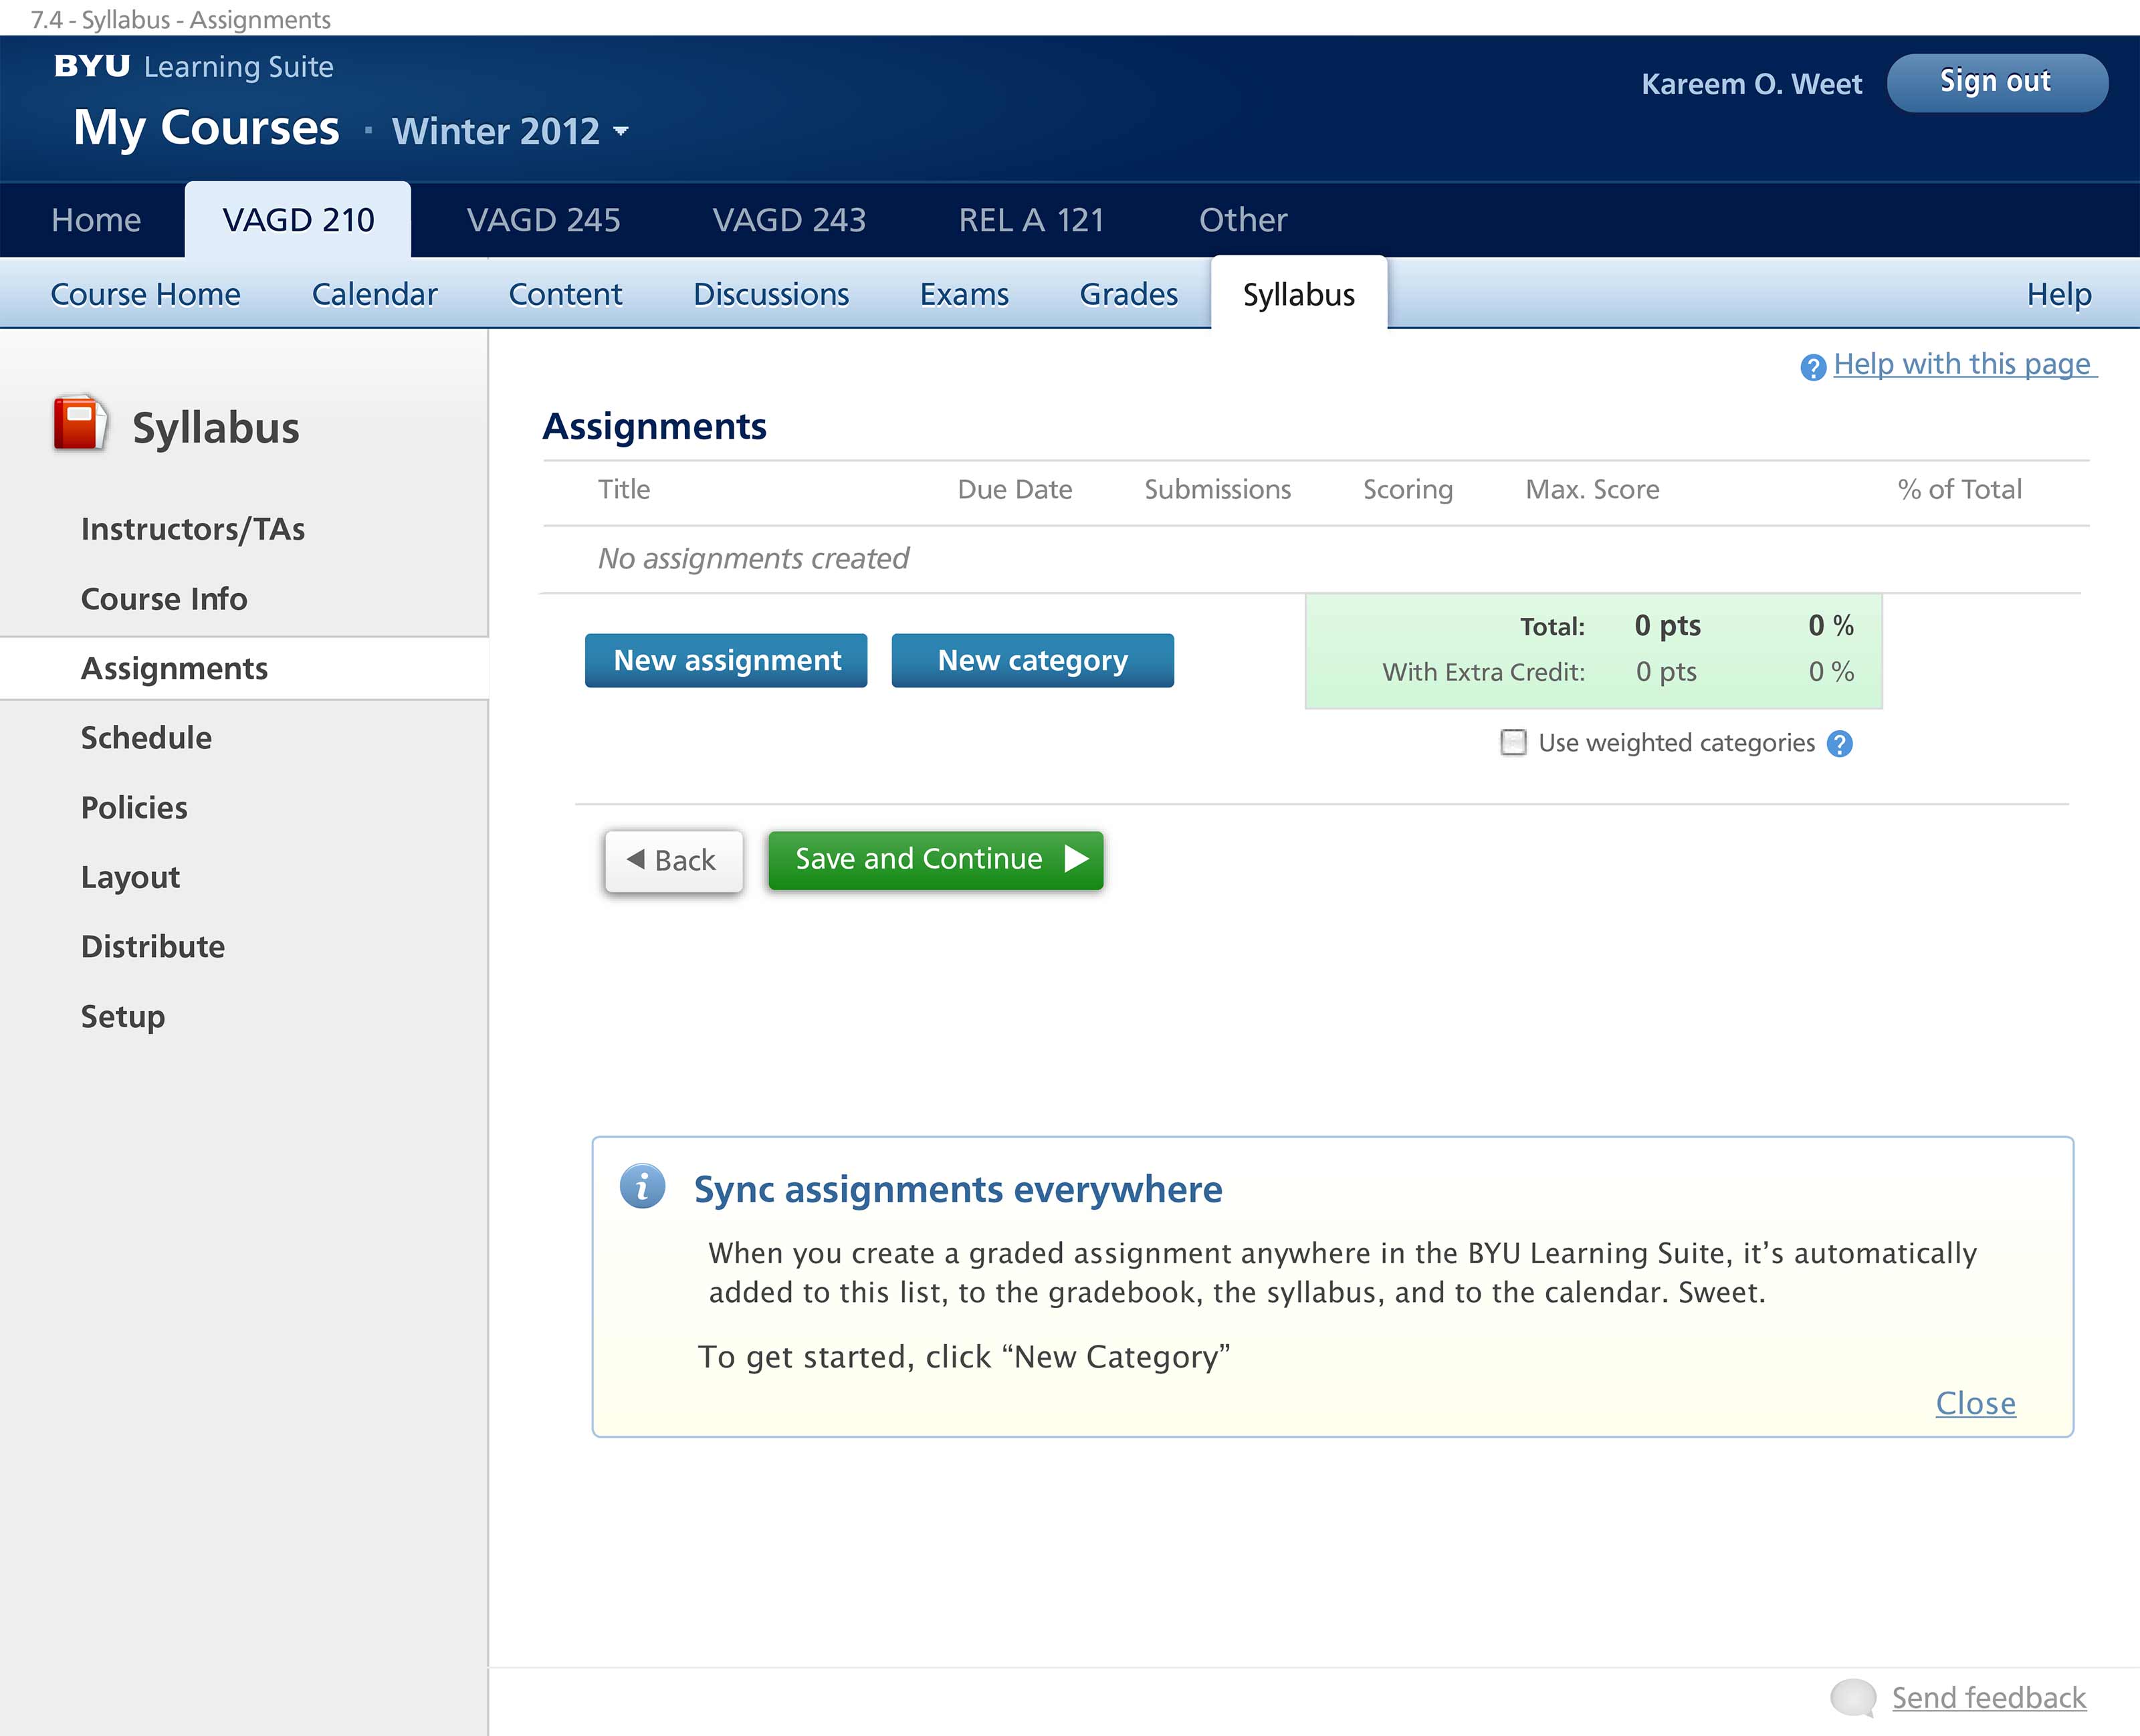 7.4 - Syllabus - Assignments
BYU Learning Suite
Kareem O. Weet
Sign out
My Courses · Winter 2012
Home VAGD 210 VAGD 245 VAGD 243 REL A 121 Other
Course Home Calendar Content Discussions Exams Grades Syllabus Help
? Help with this page
Syllabus
Instructors/TAs
Course Info
Assignments
Schedule
Policies
Layout
Distribute
Setup
Assignments
Title Due Date Submissions Scoring Max. Score % of Total
No assignments created
New assignment New category
Total: 0 pts 0 %
With Extra Credit: 0 pts 0 %
Use weighted categories ?
Back Save and Continue
i Sync assignments everywhere
When you create a graded assignment anywhere in the BYU Learning Suite, it’s automatically
added to this list, to the gradebook, the syllabus, and to the calendar. Sweet.
To get started, click “New Category”
Close
Send feedback